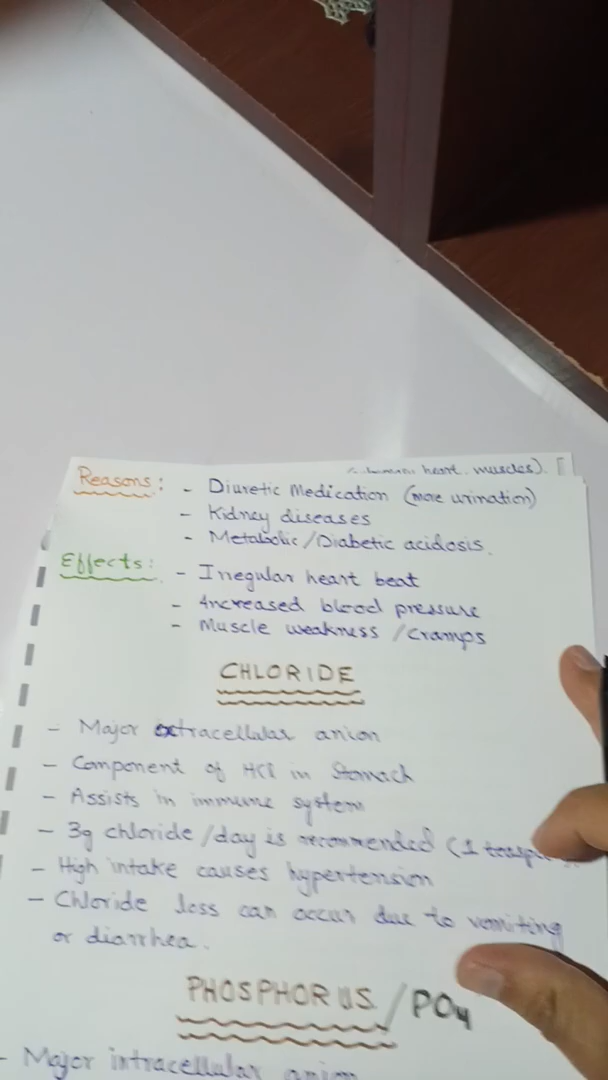 heart muscles).
Reasons: - Diuretic Medication (more urination)
- Kidney diseases
- Metabolic/Diabetic acidosis.
Effects: - Irregular heart beat
- Increased blood pressure
- Muscle weakness/Cramps
CHLORIDE
- Major extracellular anion
- Component of HCl in Stomach
- Assists in immune system
- 3g chloride/day is recommended (1
- High intake causes hypertension
- Chloride loss can occur due to vomiting
or diarrhea.
PHOSPHORUS/PO4
- Major intracellular anion